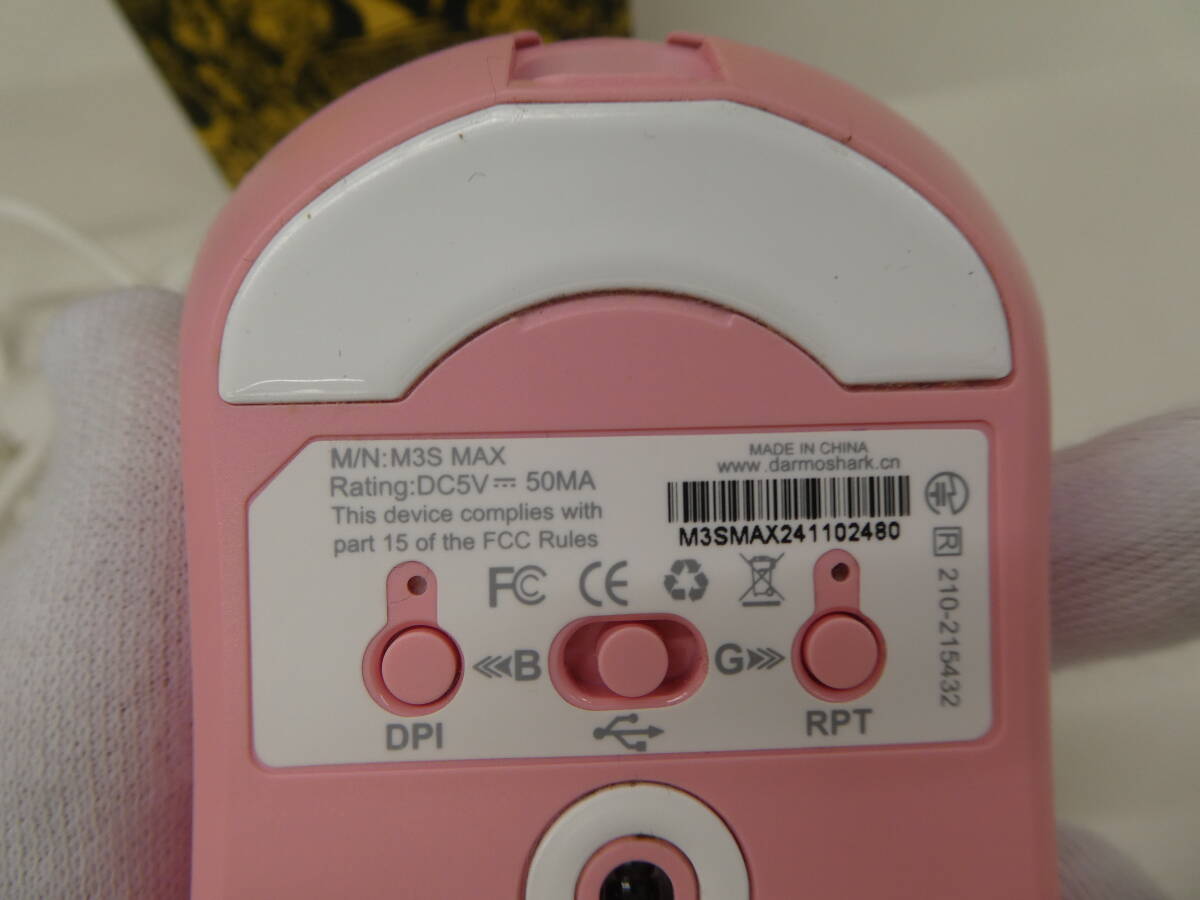 M/N:M3S MAX
Rating:DC5V⎓ 50MA
This device complies with
part 15 of the FCC Rules
MADE IN CHINA
www.darmoshark.cn
M3SMAX241102480
R 210-215432
FC CE
B G
DPI
RPT